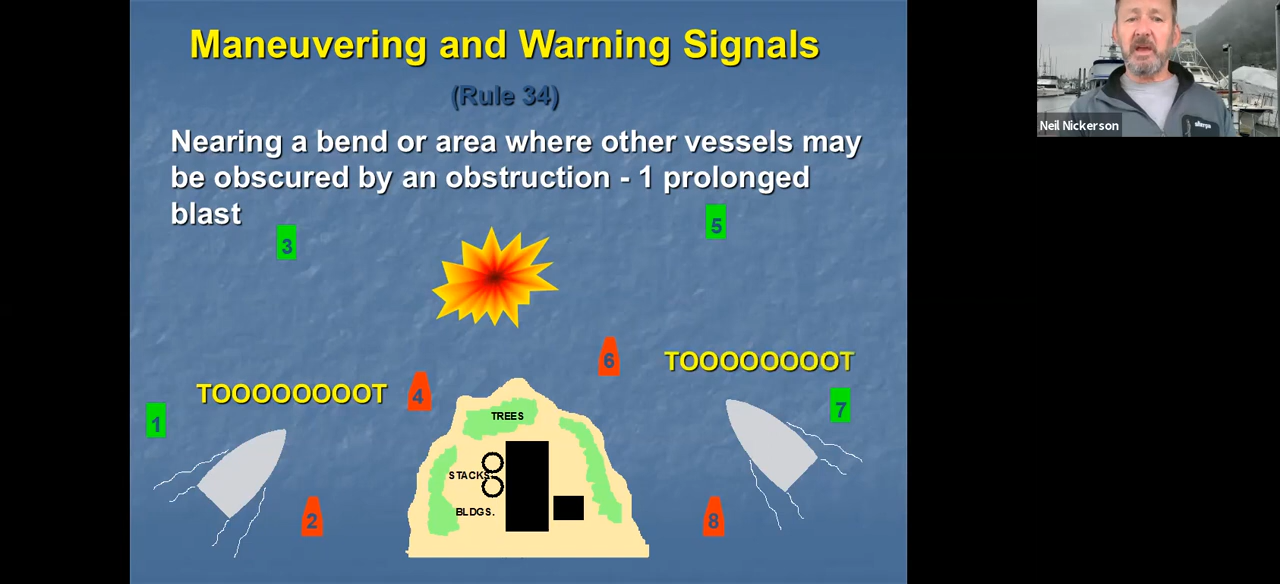 Maneuvering and Warning Signals
(Rule 34)
Nearing a bend or area where other vessels may
be obscured by an obstruction - 1 prolonged
blast
3
5
6
TOOOOOOOOT
TOOOOOOOOT
4
7
1
TREES
STACKS
BLDGS.
2
8
Neil Nickerson
sherpa